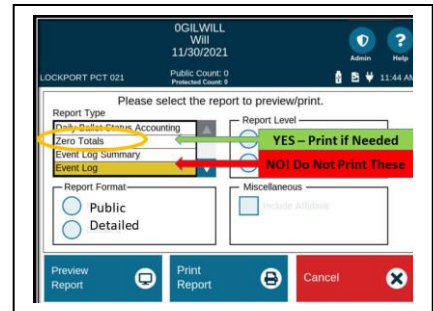 0GILWILL
Will
11/30/2021
Admin
Help
LOCKPORT PCT 021
Public Count: 0
Protected Count: 0
11:44 AM
Please select the report to preview/print.
Report Type
Daily Ballot Status Accounting
Zero Totals
Event Log Summary
Event Log
Report Level
YES – Print if Needed
NO! Do Not Print These
Report Format
Public
Detailed
Miscellaneous
Include Affidavit
Preview
Report
Print
Report
Cancel